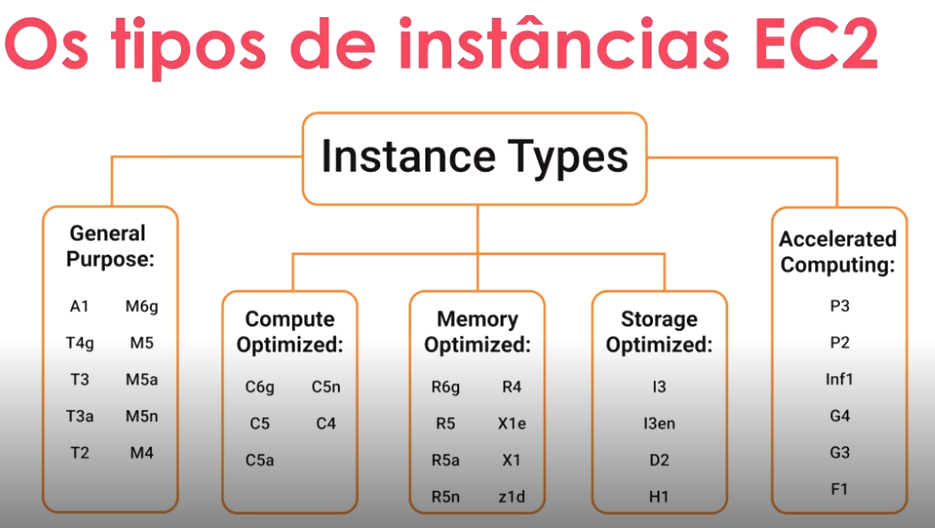 Os tipos de instâncias EC2
Instance Types
General
Purpose:
A1 M6g
T4g M5
T3 M5a
T3a M5n
T2 M4
Compute
Optimized:
C6g C5n
C5 C4
C5a
Memory
Optimized:
R6g R4
R5 X1e
R5a X1
R5n z1d
Storage
Optimized:
I3
I3en
D2
H1
Accelerated
Computing:
P3
P2
Inf1
G4
G3
F1